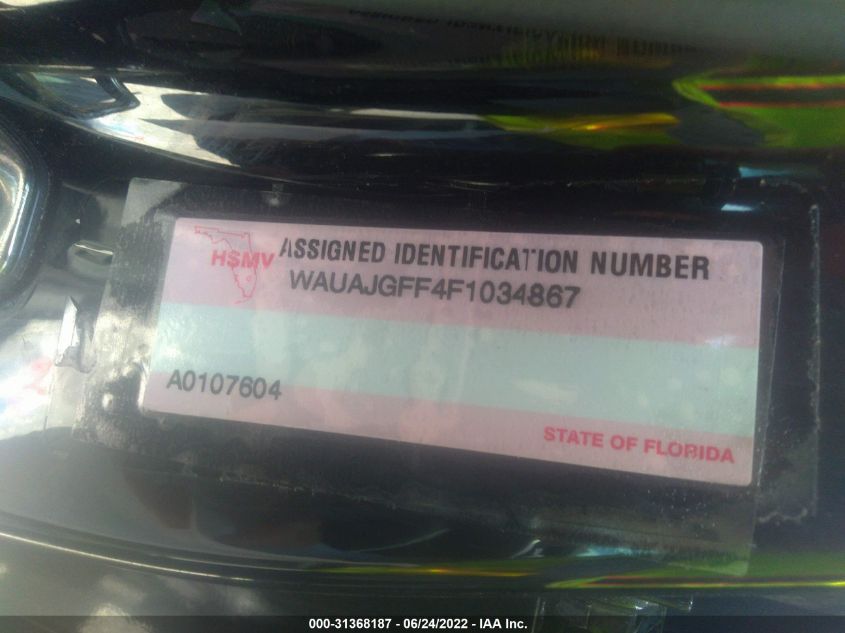 ASSIGNED IDENTIFICATION NUMBER
HSMV
WAUAJGFF4F1034867
A0107604
STATE OF FLORIDA
000-31368187 - 06/24/2022 - IAA Inc.